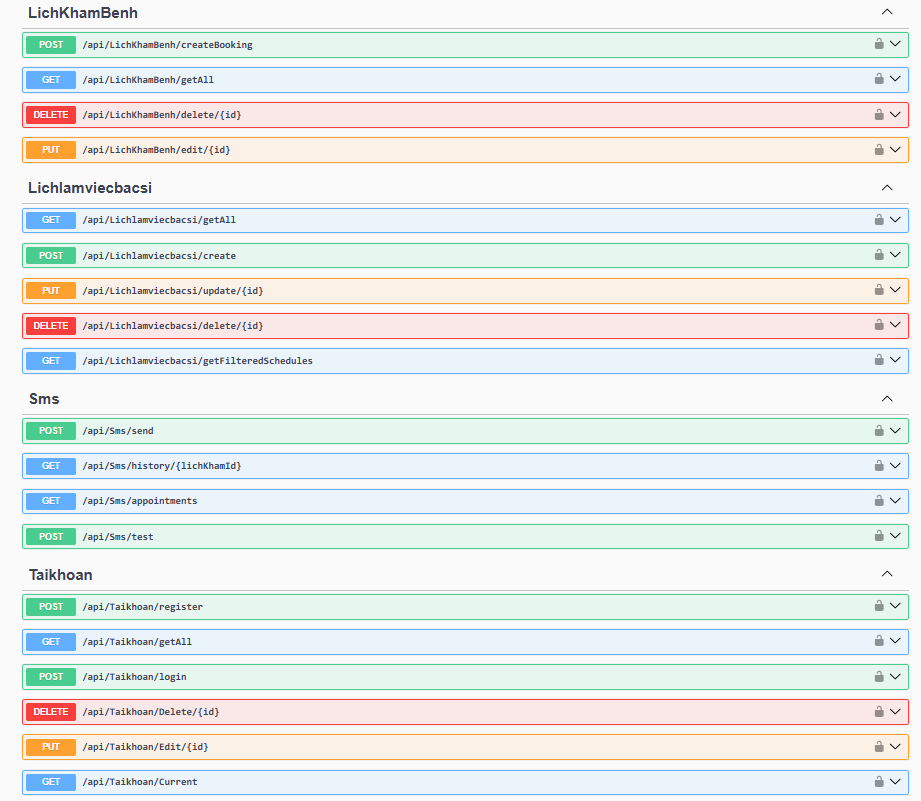 LichKhamBenh
POST /api/LichKhamBenh/createBooking
GET /api/LichKhamBenh/getAll
DELETE /api/LichKhamBenh/delete/{id}
PUT /api/LichKhamBenh/edit/{id}
Lichlamviecbacsi
GET /api/Lichlamviecbacsi/getAll
POST /api/Lichlamviecbacsi/create
PUT /api/Lichlamviecbacsi/update/{id}
DELETE /api/Lichlamviecbacsi/delete/{id}
GET /api/Lichlamviecbacsi/getFilteredSchedules
Sms
POST /api/Sms/send
GET /api/Sms/history/{lichKhamId}
GET /api/Sms/appointments
POST /api/Sms/test
Taikhoan
POST /api/Taikhoan/register
GET /api/Taikhoan/getAll
POST /api/Taikhoan/login
DELETE /api/Taikhoan/Delete/{id}
PUT /api/Taikhoan/Edit/{id}
GET /api/Taikhoan/Current